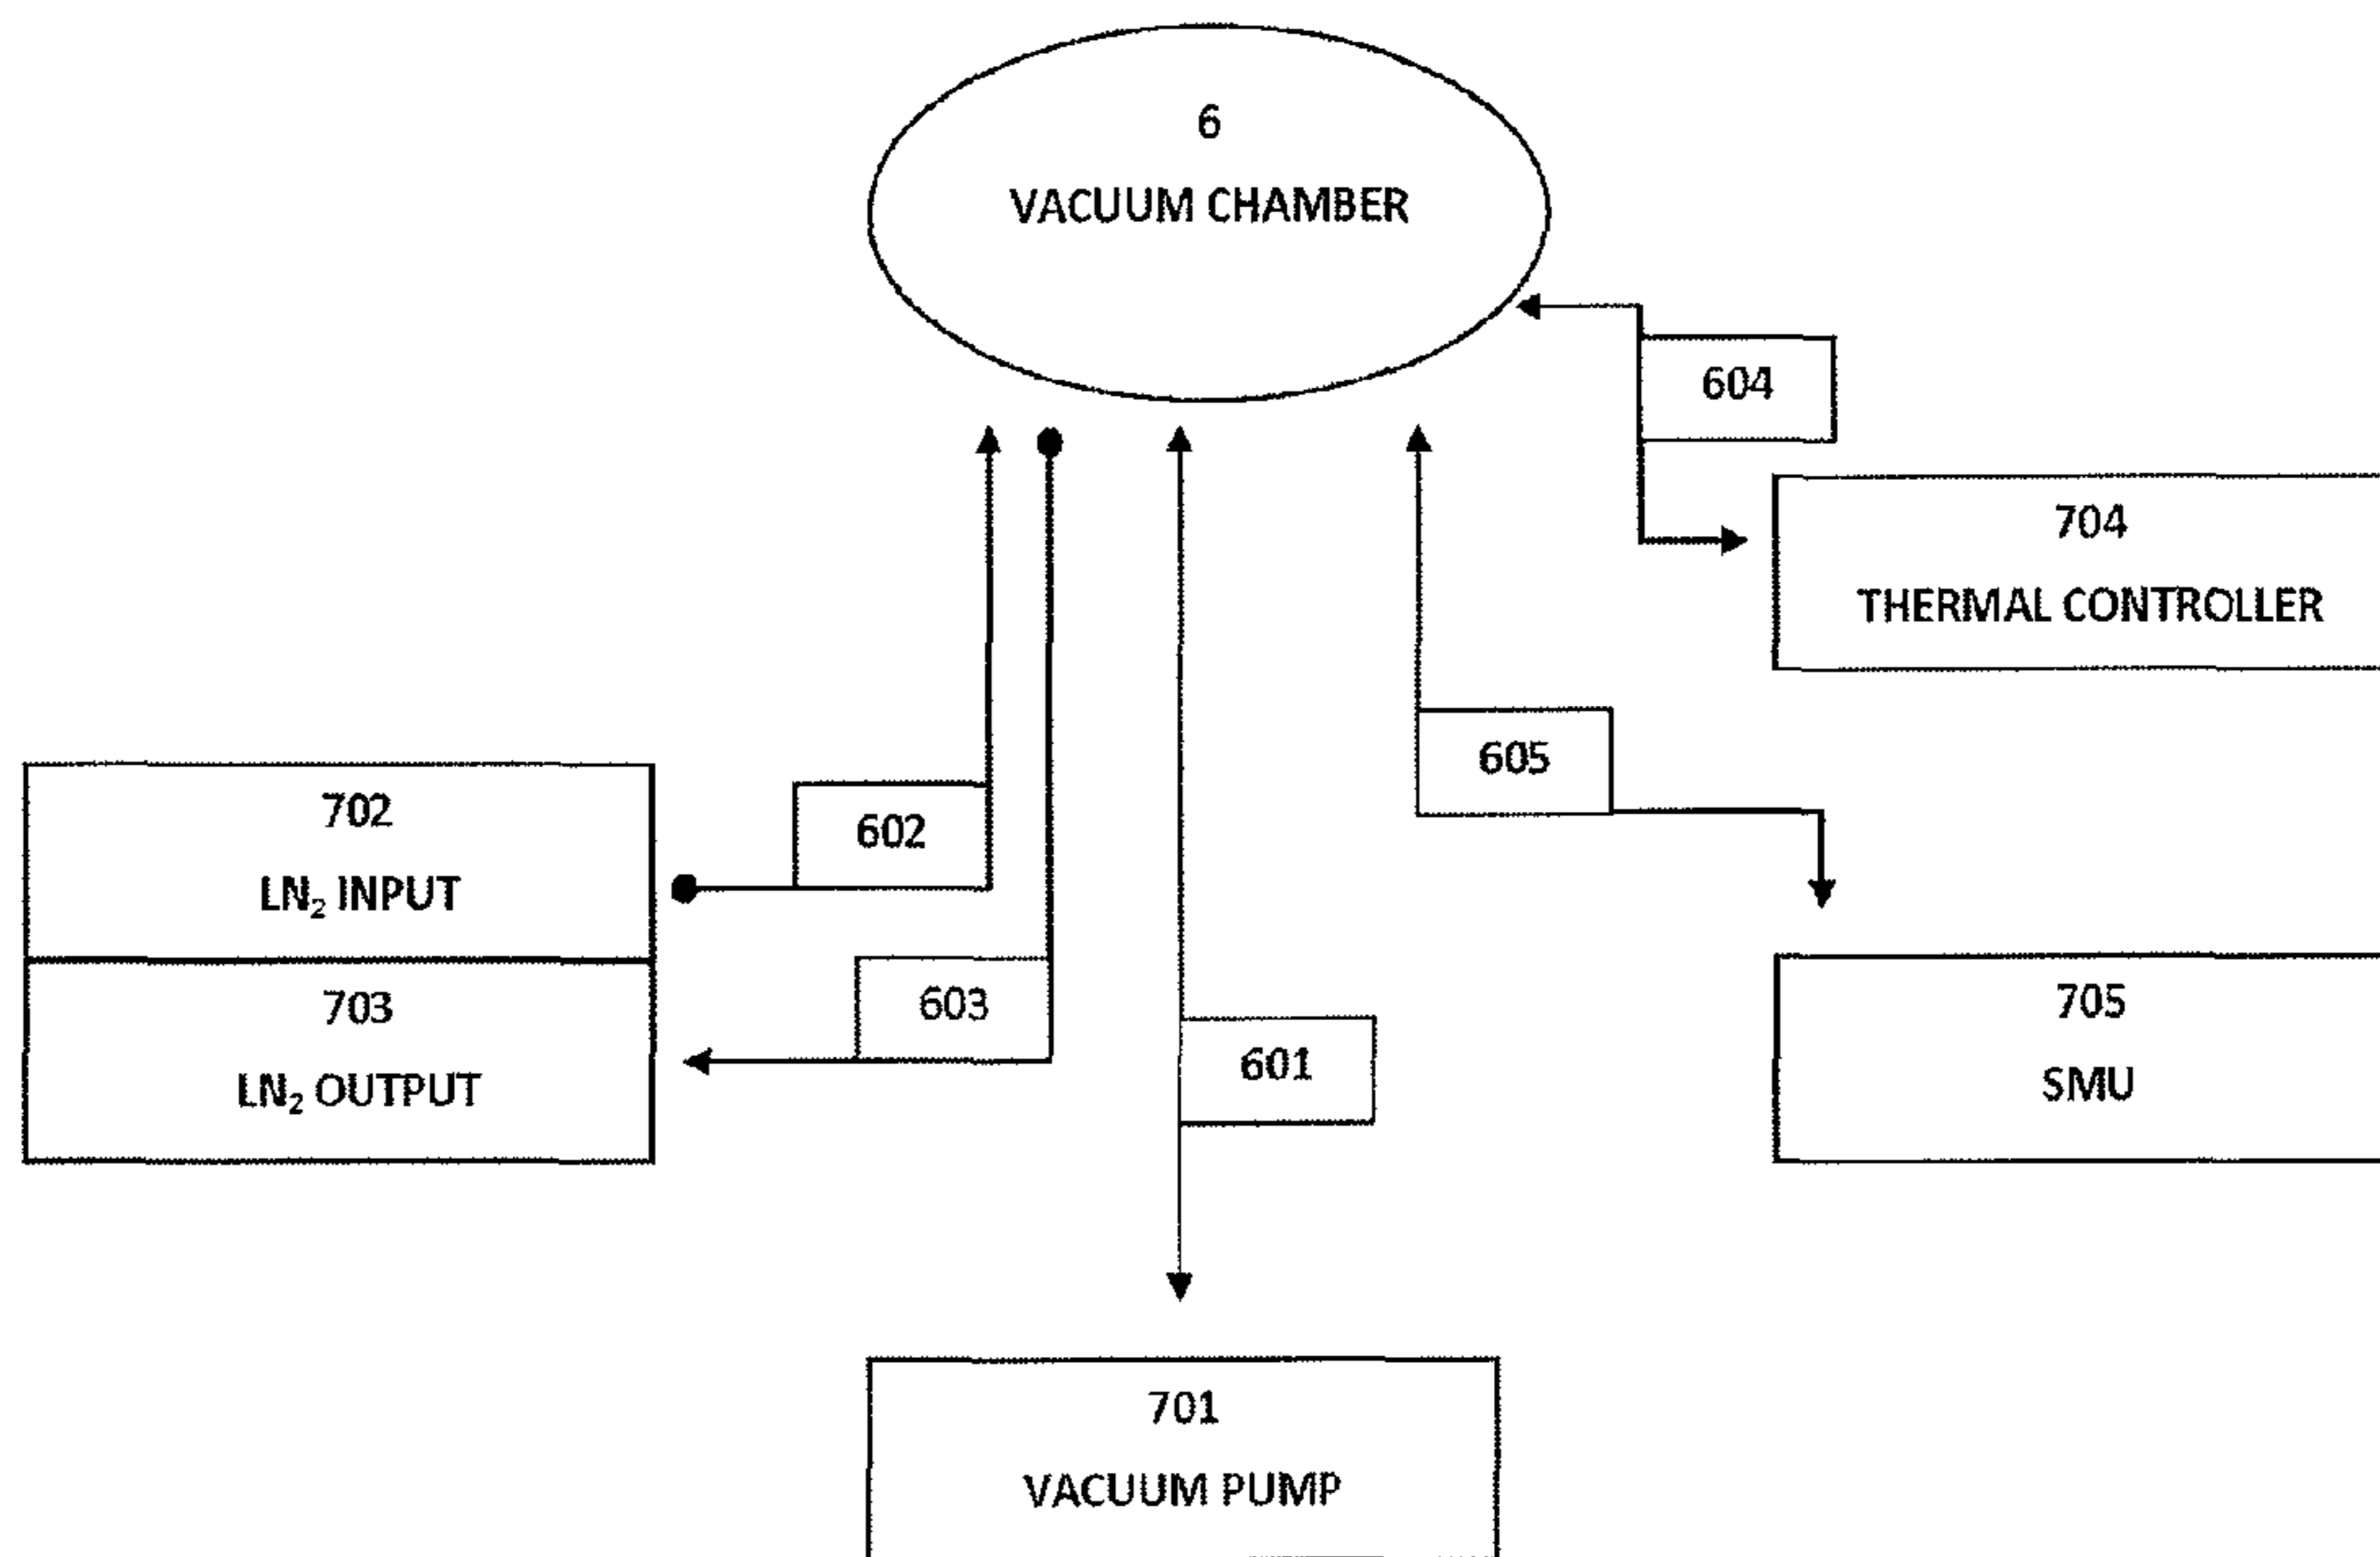 6
VACUUM CHAMBER
604
704
THERMAL CONTROLLER
605
702
LN₂ INPUT
602
703
LN₂ OUTPUT
603
601
705
SMU
701
VACUUM PUMP